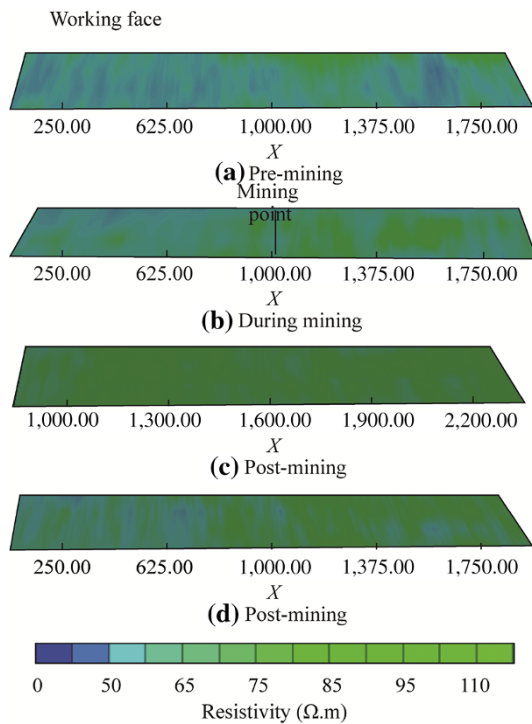 Working face
250.00 625.00 1,000.00 1,375.00 1,750.00
X
(a) Pre-mining
Mining
point
250.00 625.00 1,000.00 1,375.00 1,750.00
X
(b) During mining
1,000.00 1,300.00 1,600.00 1,900.00 2,200.00
X
(c) Post-mining
250.00 625.00 1,000.00 1,375.00 1,750.00
X
(d) Post-mining
0 50 65 75 85 95 110
Resistivity (Ω.m)